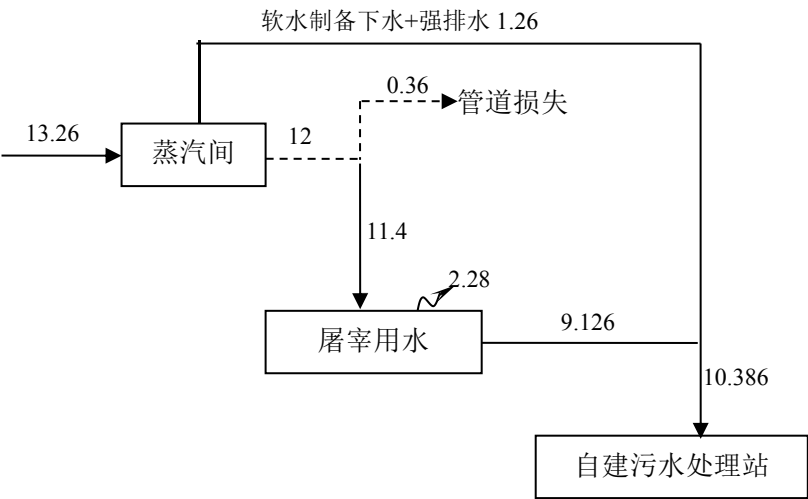 软水制备下水+强排水 1.26
0.36
管道损失
13.26
蒸汽间
12
11.4
2.28
屠宰用水
9.126
10.386
自建污水处理站